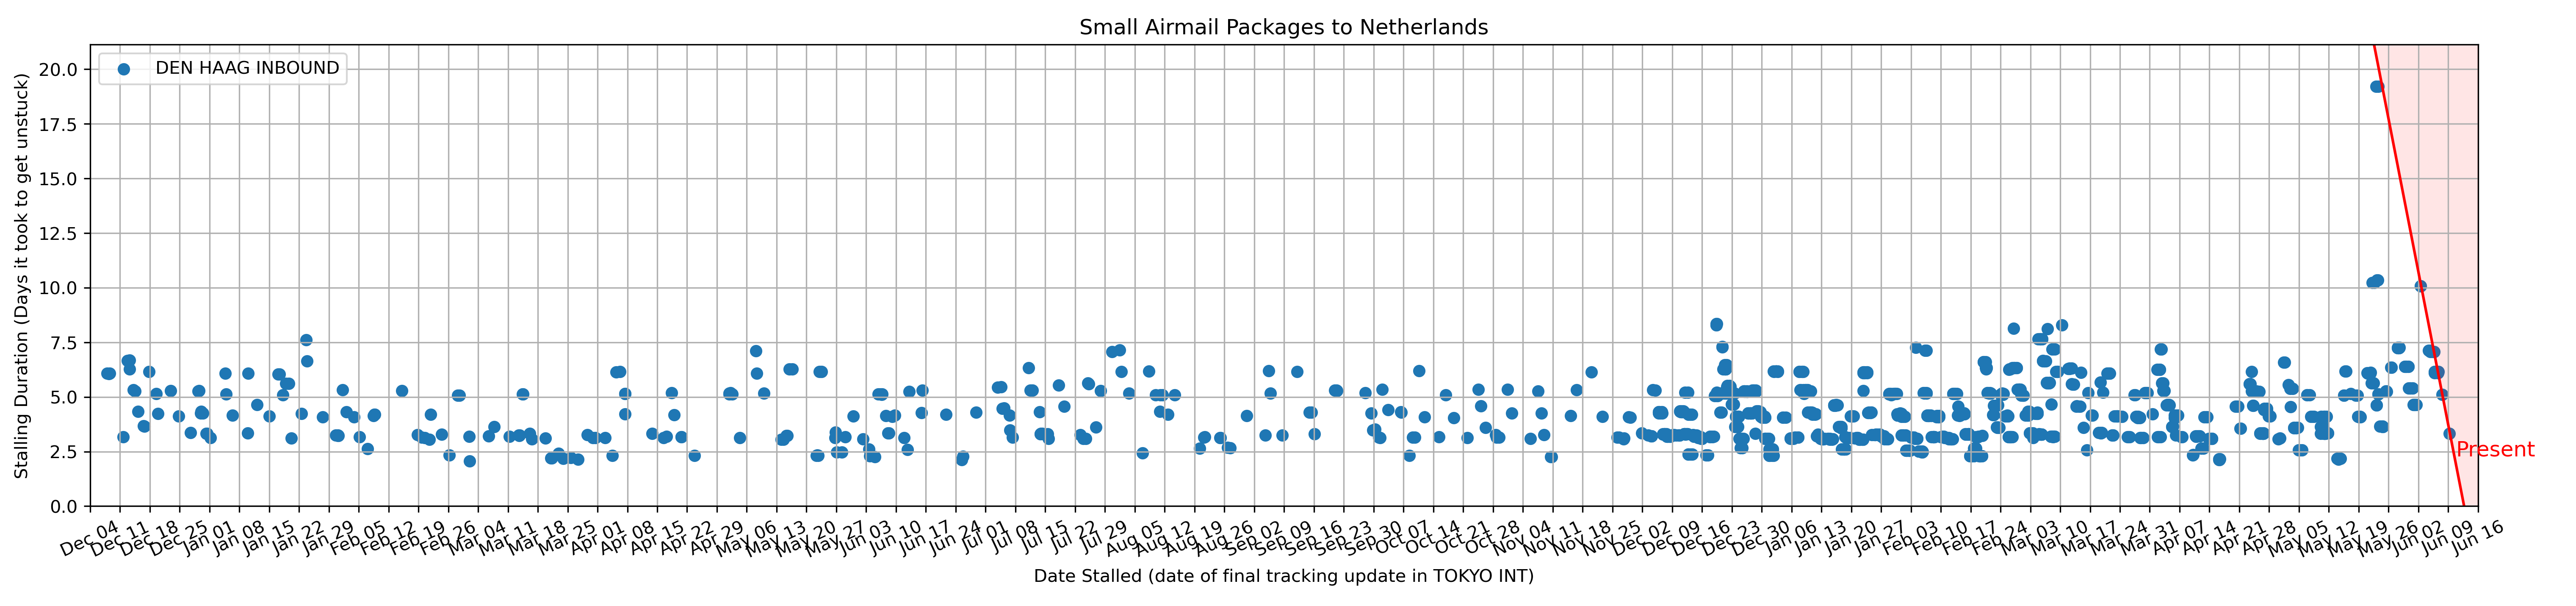 Small Airmail Packages to Netherlands
DEN HAAG INBOUND
Stalling Duration (Days it took to get unstuck)
20.0
17.5
15.0
12.5
10.0
7.5
5.0
2.5
0.0
Present
Dec 04
Dec 11
Dec 18
Dec 25
Jan 01
Jan 08
Jan 15
Jan 22
Jan 29
Feb 05
Feb 12
Feb 19
Feb 26
Mar 04
Mar 11
Mar 18
Mar 25
Apr 01
Apr 08
Apr 15
Apr 22
Apr 29
May 06
May 13
May 20
May 27
Jun 03
Jun 10
Jun 17
Jun 24
Jul 01
Jul 08
Jul 15
Jul 22
Jul 29
Aug 05
Aug 12
Aug 19
Aug 26
Sep 02
Sep 09
Sep 16
Sep 23
Sep 30
Oct 07
Oct 14
Oct 21
Oct 28
Nov 04
Nov 11
Nov 18
Nov 25
Dec 02
Dec 09
Dec 16
Dec 23
Dec 30
Jan 06
Jan 13
Jan 20
Jan 27
Feb 03
Feb 10
Feb 17
Feb 24
Mar 03
Mar 10
Mar 17
Mar 24
Mar 31
Apr 07
Apr 14
Apr 21
Apr 28
May 05
May 12
May 19
May 26
Jun 02
Jun 09
Jun 16
Date Stalled (date of final tracking update in TOKYO INT)